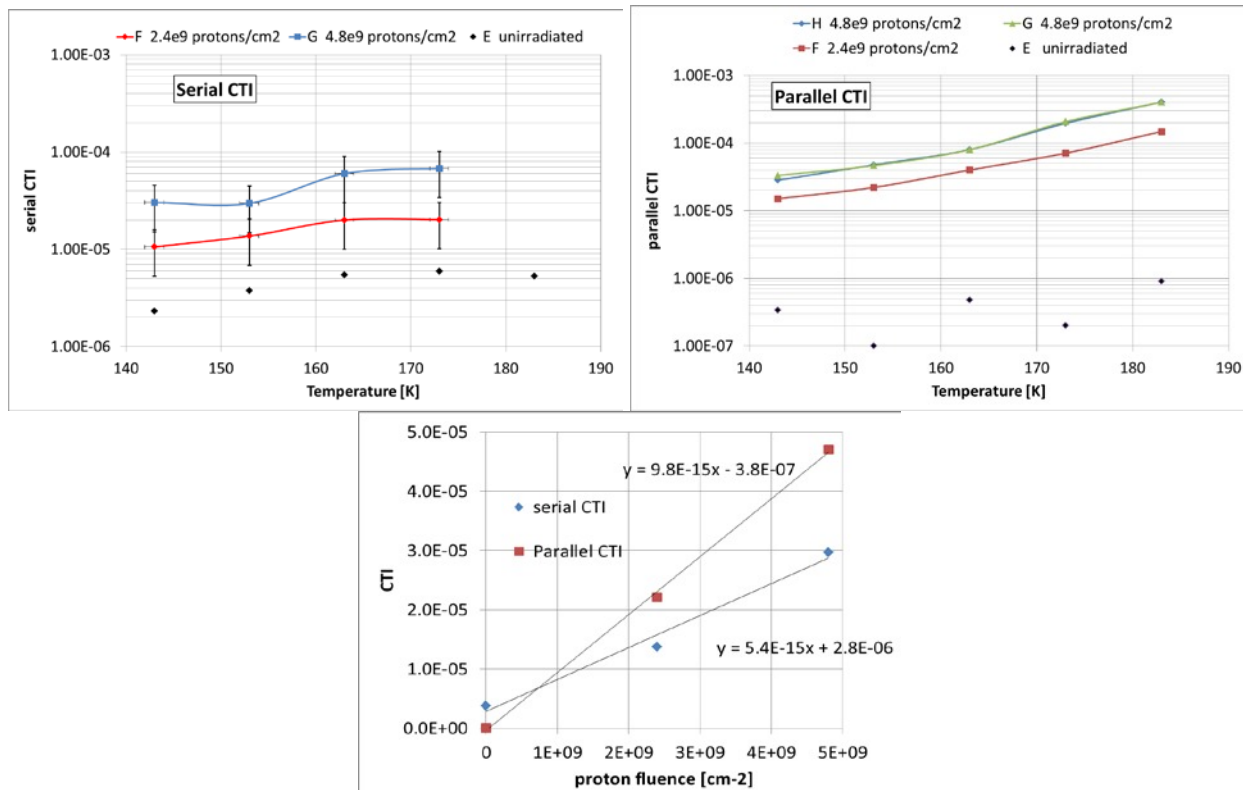 F 2.4e9 protons/cm2 G 4.8e9 protons/cm2 E unirradiated
1.00E-03
Serial CTI
1.00E-04
serial CTI
1.00E-05
1.00E-06
140 150 160 170 180 190
Temperature [K]
H 4.8e9 protons/cm2 G 4.8e9 protons/cm2
F 2.4e9 protons/cm2 E unirradiated
1.00E-03
Parallel CTI
1.00E-04
parallel CTI
1.00E-05
1.00E-06
1.00E-07
140 150 160 170 180 190
Temperature [K]
5.0E-05
y = 9.8E-15x - 3.8E-07
4.0E-05
serial CTI
3.0E-05
Parallel CTI
CTI
2.0E-05
y = 5.4E-15x + 2.8E-06
1.0E-05
0.0E+00
0 1E+09 2E+09 3E+09 4E+09 5E+09
proton fluence [cm-2]